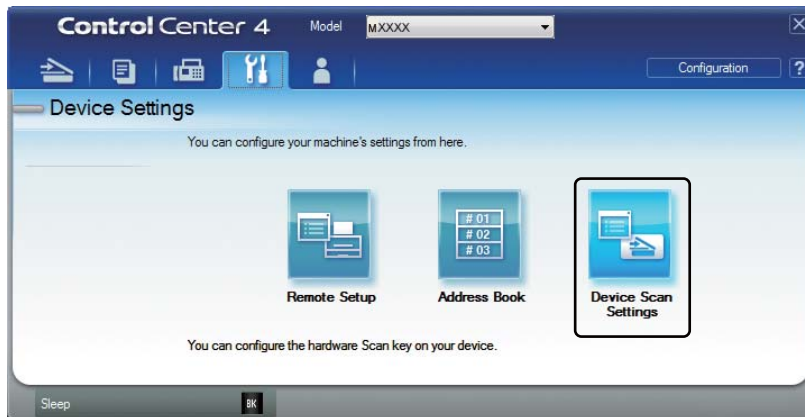 Control Center 4 Model MXXXX
Configuration ?
Device Settings
You can configure your machine's settings from here.
# 01
# 02
# 03
Remote Setup Address Book Device Scan
Settings
You can configure the hardware Scan key on your device.
Sleep BK